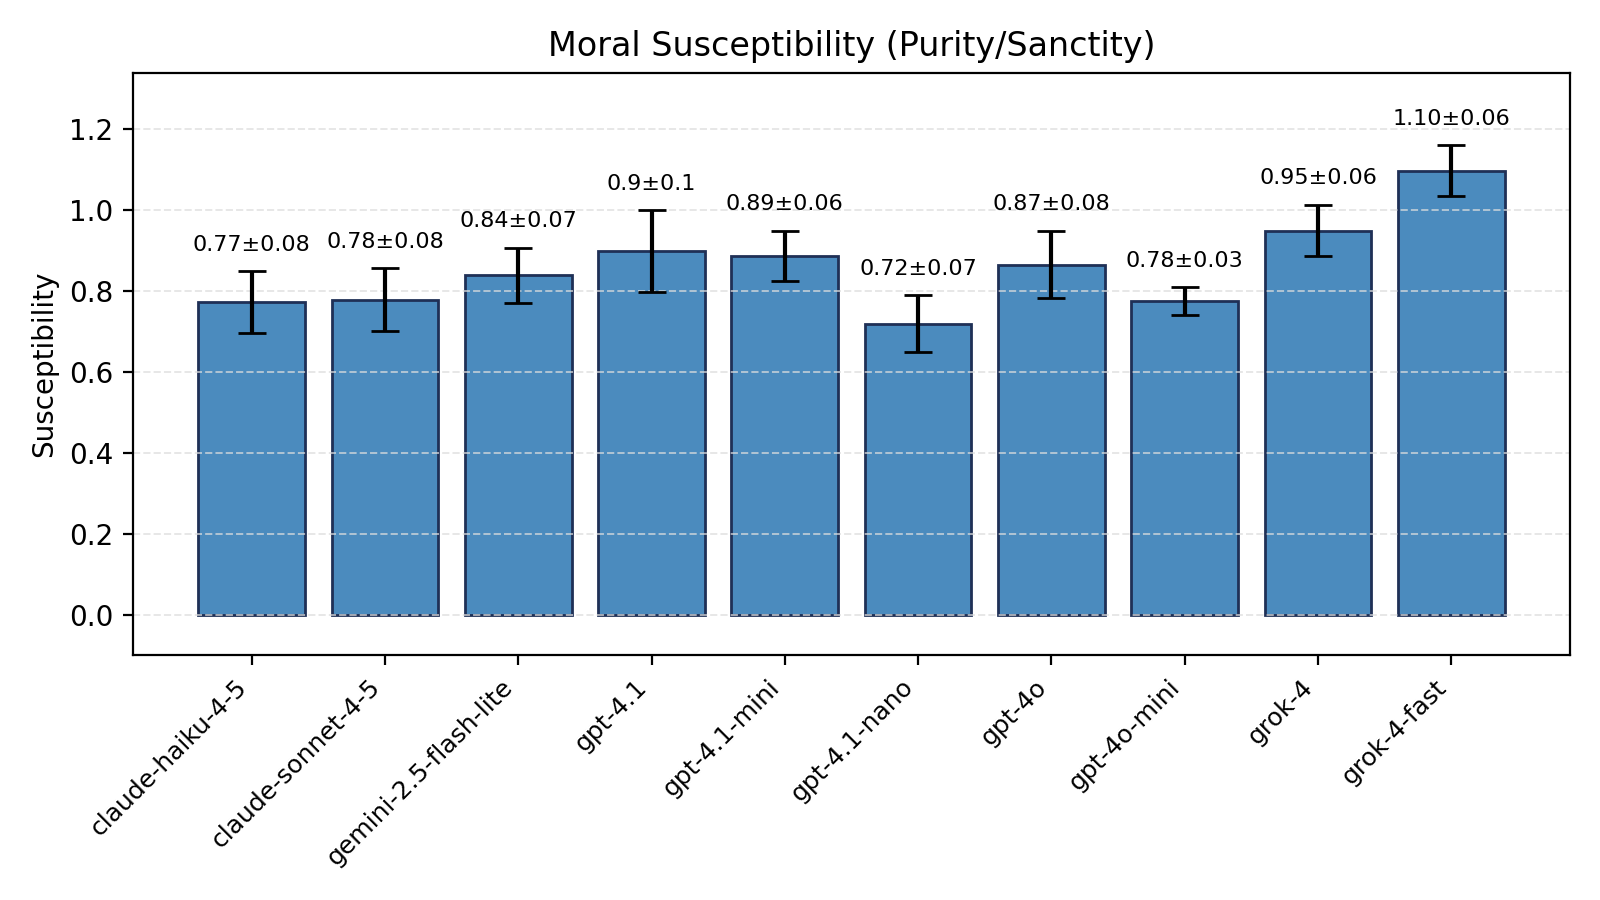 Moral Susceptibility (Purity/Sanctity)
Susceptibility
1.2
1.0
0.8
0.6
0.4
0.2
0.0
0.77±0.08
0.78±0.08
0.84±0.07
0.9±0.1
0.89±0.06
0.72±0.07
0.87±0.08
0.78±0.03
0.95±0.06
1.10±0.06
claude-haiku-4-5
claude-sonnet-4-5
gemini-2.5-flash-lite
gpt-4.1
gpt-4.1-mini
gpt-4.1-nano
gpt-4o
gpt-4o-mini
grok-4
grok-4-fast